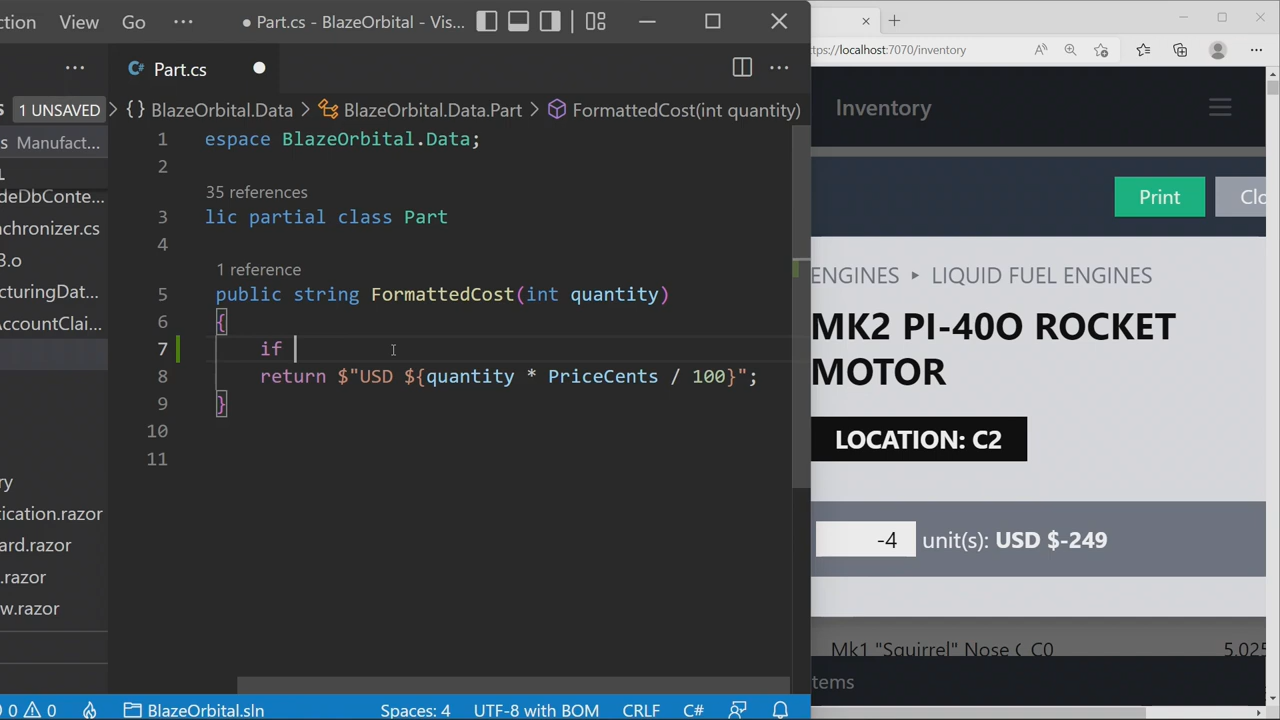 ction View Go ··· ● Part.cs - BlazeOrbital - Vis...
··· C# Part.cs ●
s 1 UNSAVED { } BlazeOrbital.Data BlazeOrbital.Data.Part FormattedCost(int quantity)
s Manufact...
deDbConte...
chronizer.cs
3.o
cturingDat...
AccountClai...
ry
tication.razor
ard.razor
.razor
w.razor
1 espace BlazeOrbital.Data;
2
35 references
3 lic partial class Part
4
1 reference
5 public string FormattedCost(int quantity)
6 {
7 if
8 return $"USD ${quantity * PriceCents / 100}";
9 }
10
11
0 0 BlazeOrbital.sln Spaces: 4 UTF-8 with BOM CRLF C#
tps://localhost:7070/inventory
Inventory
Print Clo
ENGINES ▸ LIQUID FUEL ENGINES
MK2 PI-40O ROCKET
MOTOR
LOCATION: C2
-4 unit(s): USD $-249
Mk1 "Squirrel" Nose C C0 5,025
tems